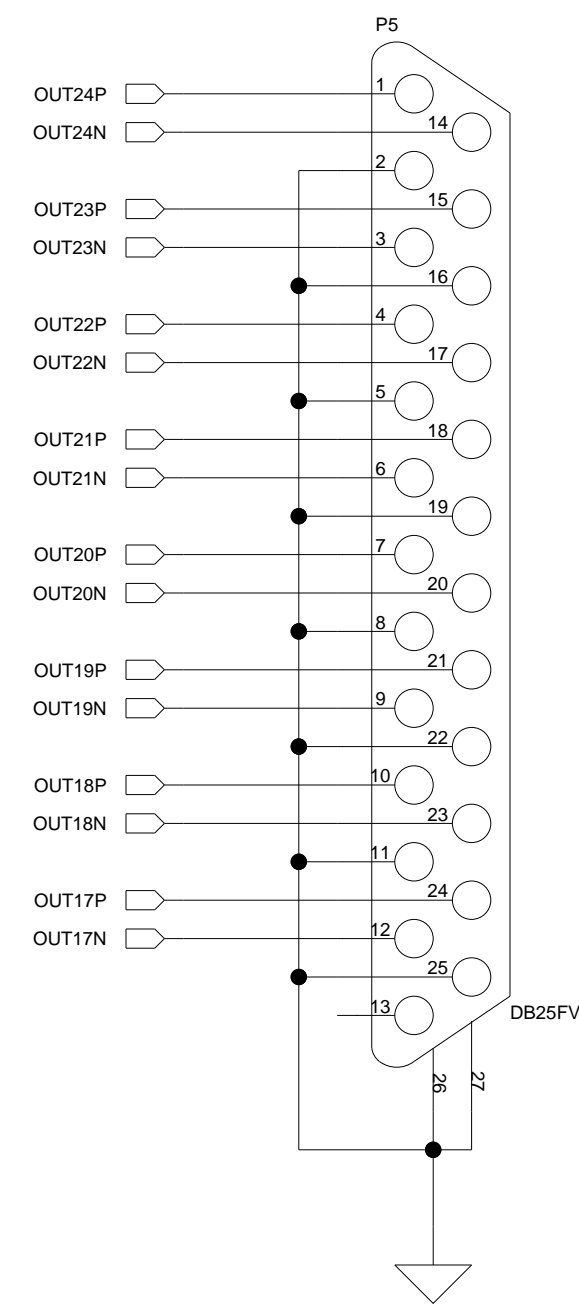 P5
OUT24P 1
OUT24N 14
2
OUT23P 15
OUT23N 3
16
OUT22P 4
OUT22N 17
5
OUT21P 18
OUT21N 6
19
OUT20P 7
OUT20N 20
8
OUT19P 21
OUT19N 9
22
OUT18P 10
OUT18N 23
11
OUT17P 24
OUT17N 12
25
13 DB25FV
26 27